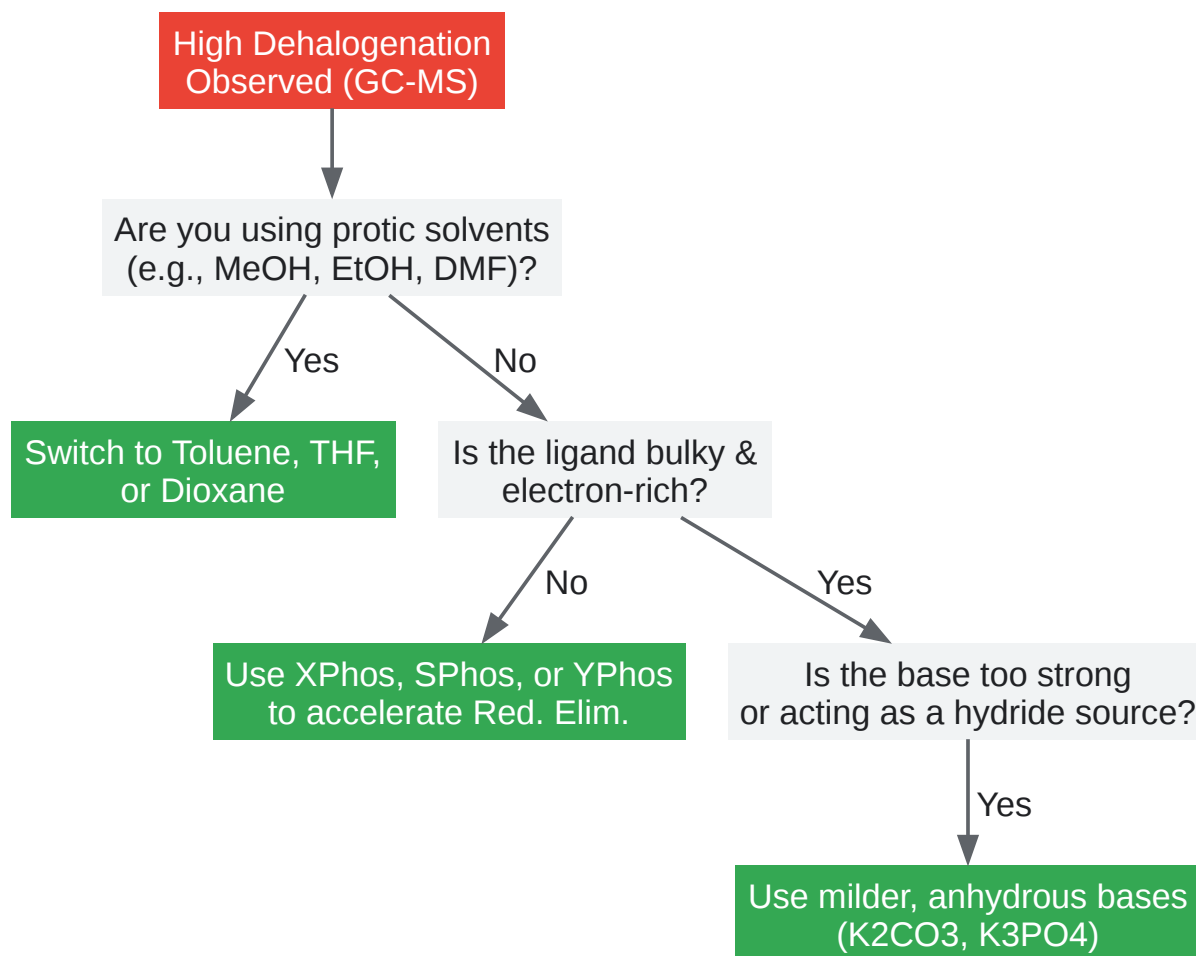 High Dehalogenation
Observed (GC-MS)
Are you using protic solvents
(e.g., MeOH, EtOH, DMF)?
Yes
No
Switch to Toluene, THF,
or Dioxane
Is the ligand bulky &
electron-rich?
No
Yes
Use XPhos, SPhos, or YPhos
to accelerate Red. Elim.
Is the base too strong
or acting as a hydride source?
Yes
Use milder, anhydrous bases
(K2CO3, K3PO4)